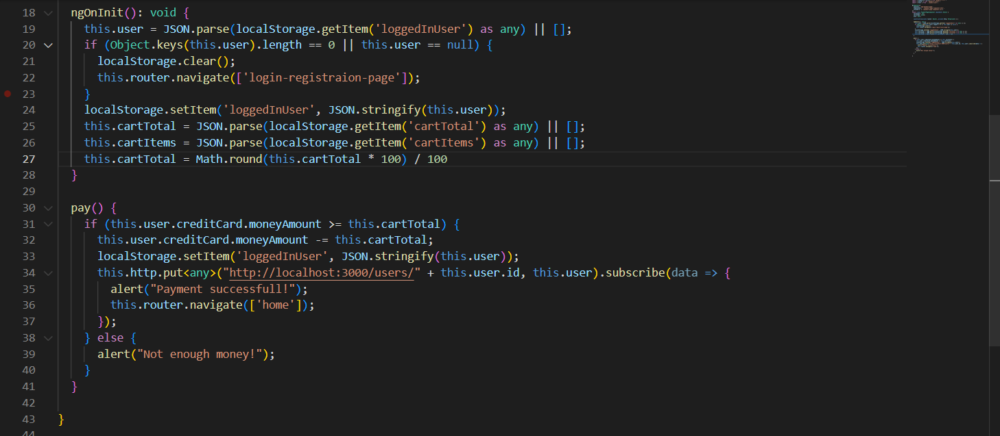 18 ngOnInit(): void {
19 this.user = JSON.parse(localStorage.getItem('loggedInUser') as any) || [];
20 if (Object.keys(this.user).length == 0 || this.user == null) {
21 localStorage.clear();
22 this.router.navigate(['login-registraion-page']);
23 }
24 localStorage.setItem('loggedInUser', JSON.stringify(this.user));
25 this.cartTotal = JSON.parse(localStorage.getItem('cartTotal') as any) || [];
26 this.cartItems = JSON.parse(localStorage.getItem('cartItems') as any) || [];
27 this.cartTotal = Math.round(this.cartTotal * 100) / 100
28 }
29
30 pay() {
31 if (this.user.creditCard.moneyAmount >= this.cartTotal) {
32 this.user.creditCard.moneyAmount -= this.cartTotal;
33 localStorage.setItem('loggedInUser', JSON.stringify(this.user));
34 this.http.put<any>("http://localhost:3000/users/" + this.user.id, this.user).subscribe(data => {
35 alert("Payment successfull!");
36 this.router.navigate(['home']);
37 });
38 } else {
39 alert("Not enough money!");
40 }
41 }
42
43 }
44